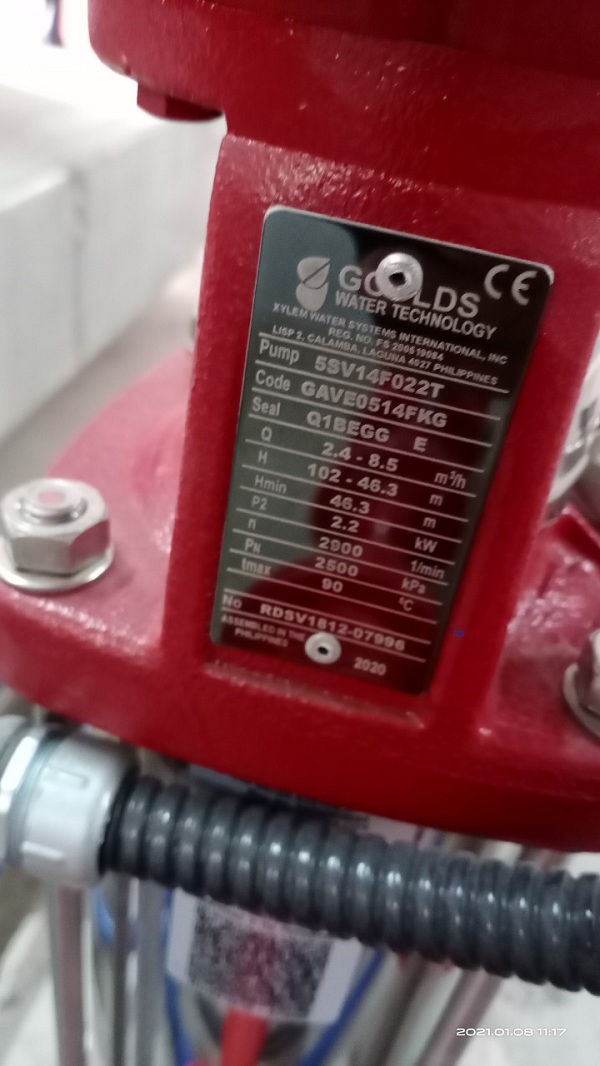 GOULDS CE
WATER TECHNOLOGY
XYLEM WATER SYSTEMS INTERNATIONAL, INC
REG. NO. FS 200619084
LISP 2, CALAMBA, LAGUNA 4027 PHILIPPINES
Pump 5SV14F022T
Code GAVE0514FKG
Seal Q1BEGG E
Q 2.4 - 8.5 m³/h
H 102 - 46.3 m
Hmin 46.3 m
P2 2.2 kW
n 2900 1/min
PN 2500 kPa
tmax 90 °C
No RDSV1812-07996
ASSEMBLED IN THE
PHILIPPINES 2020
2021.01.08 11:17